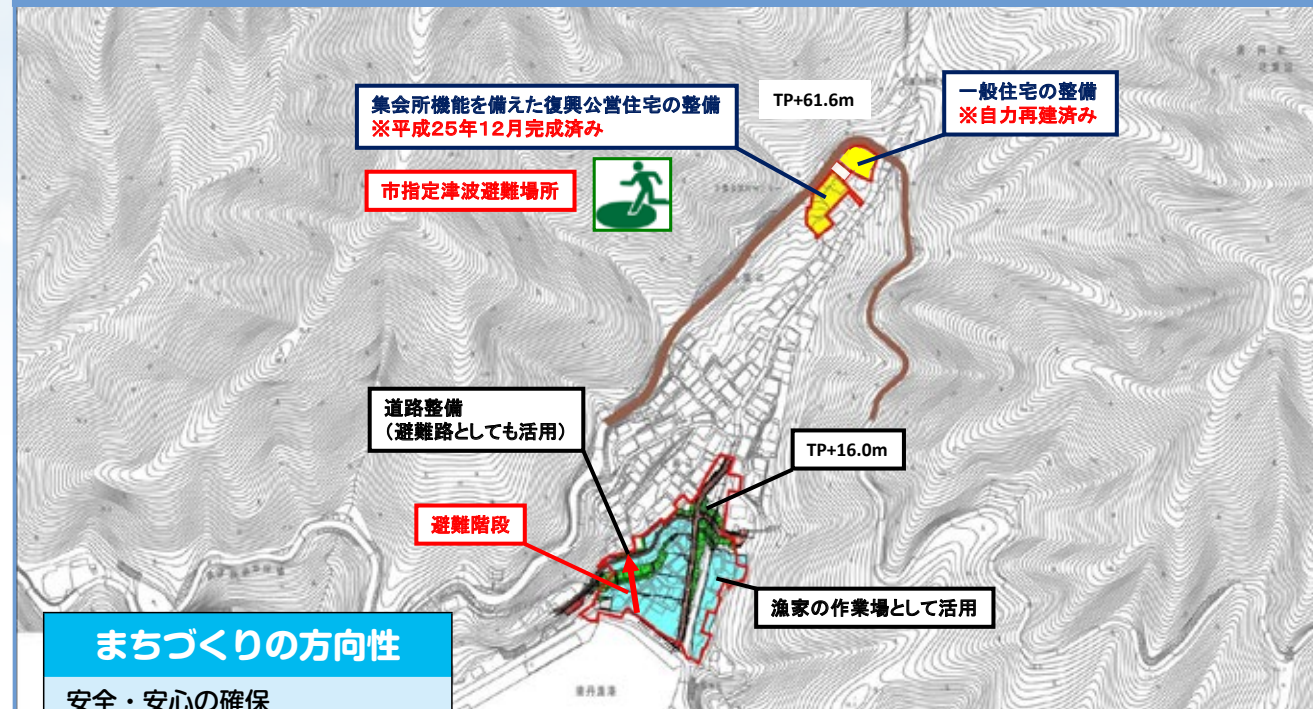 集会所機能を備えた復興公営住宅の整備
※平成25年12月完成済み
TP+61.6m
一般住宅の整備
※自力再建済み
市指定津波避難場所
道路整備
（避難路としても活用）
TP+16.0m
避難階段
漁家の作業場として活用
まちづくりの方向性
安全・安心の確保